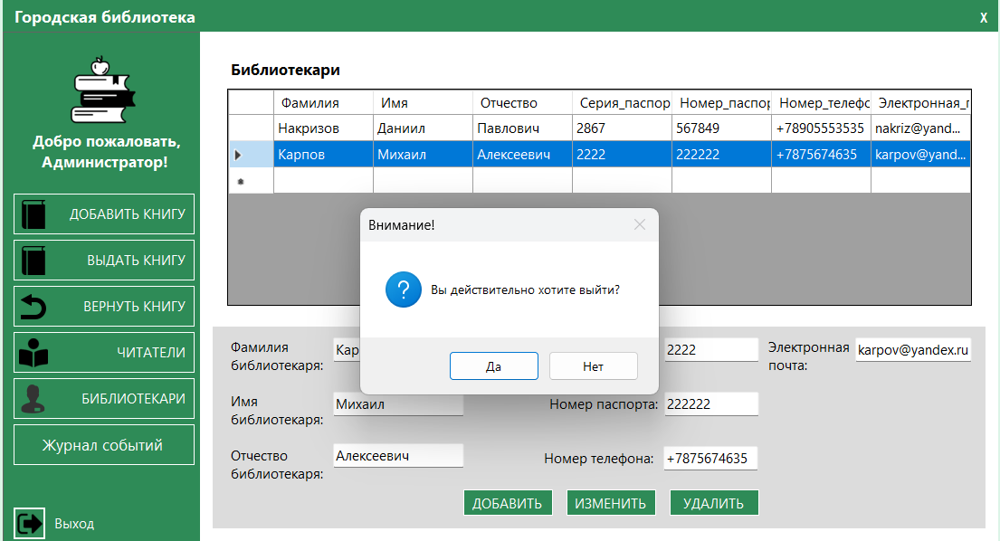 Городская библиотека
X
Добро пожаловать,
Администратор!
ДОБАВИТЬ КНИГУ
ВЫДАТЬ КНИГУ
ВЕРНУТЬ КНИГУ
ЧИТАТЕЛИ
БИБЛИОТЕКАРИ
Журнал событий
Выход
Библиотекари
Фамилия Имя Отчество Серия_паспор Номер_паспор Номер_телефс Электронная_г
Накризов Даниил Павлович 2867 567849 +78905553535 nakriz@yand...
Карпов Михаил Алексеевич 2222 222222 +7875674635 karpov@yand...
Внимание!
?
Вы действительно хотите выйти?
Да Нет
Фамилия
библиотекаря:
Кар
2222
Электронная
почта:
karpov@yandex.ru
Имя
библиотекаря:
Михаил
Номер паспорта: 222222
Отчество
библиотекаря:
Алексеевич
Номер телефона: +7875674635
ДОБАВИТЬ ИЗМЕНИТЬ УДАЛИТЬ